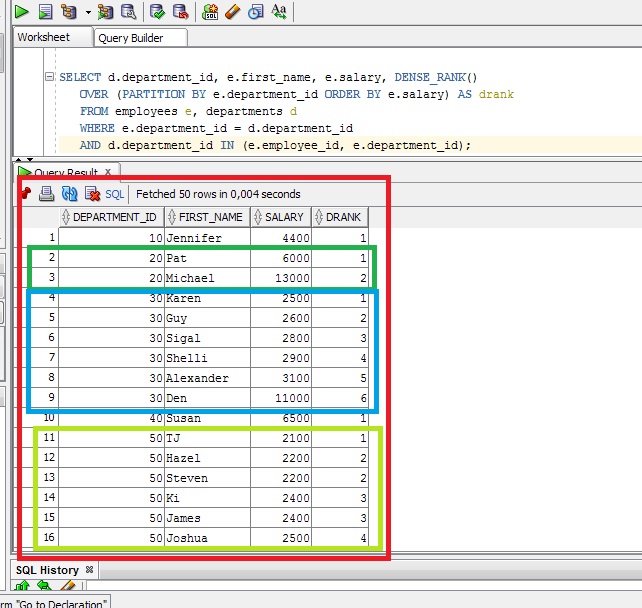 Worksheet Query Builder
SELECT d.department_id, e.first_name, e.salary, DENSE_RANK()
OVER (PARTITION BY e.department_id ORDER BY e.salary) AS drank
FROM employees e, departments d
WHERE e.department_id = d.department_id
AND d.department_id IN (e.employee_id, e.department_id);
Query Result x
SQL Fetched 50 rows in 0,004 seconds
DEPARTMENT_ID FIRST_NAME SALARY DRANK
1 10 Jennifer 4400 1
2 20 Pat 6000 1
3 20 Michael 13000 2
4 30 Karen 2500 1
5 30 Guy 2600 2
6 30 Sigal 2800 3
7 30 Shelli 2900 4
8 30 Alexander 3100 5
9 30 Den 11000 6
10 40 Susan 6500 1
11 50 TJ 2100 1
12 50 Hazel 2200 2
13 50 Steven 2200 2
14 50 Ki 2400 3
15 50 James 2400 3
16 50 Joshua 2500 4
SQL History
"Go to Declaration"